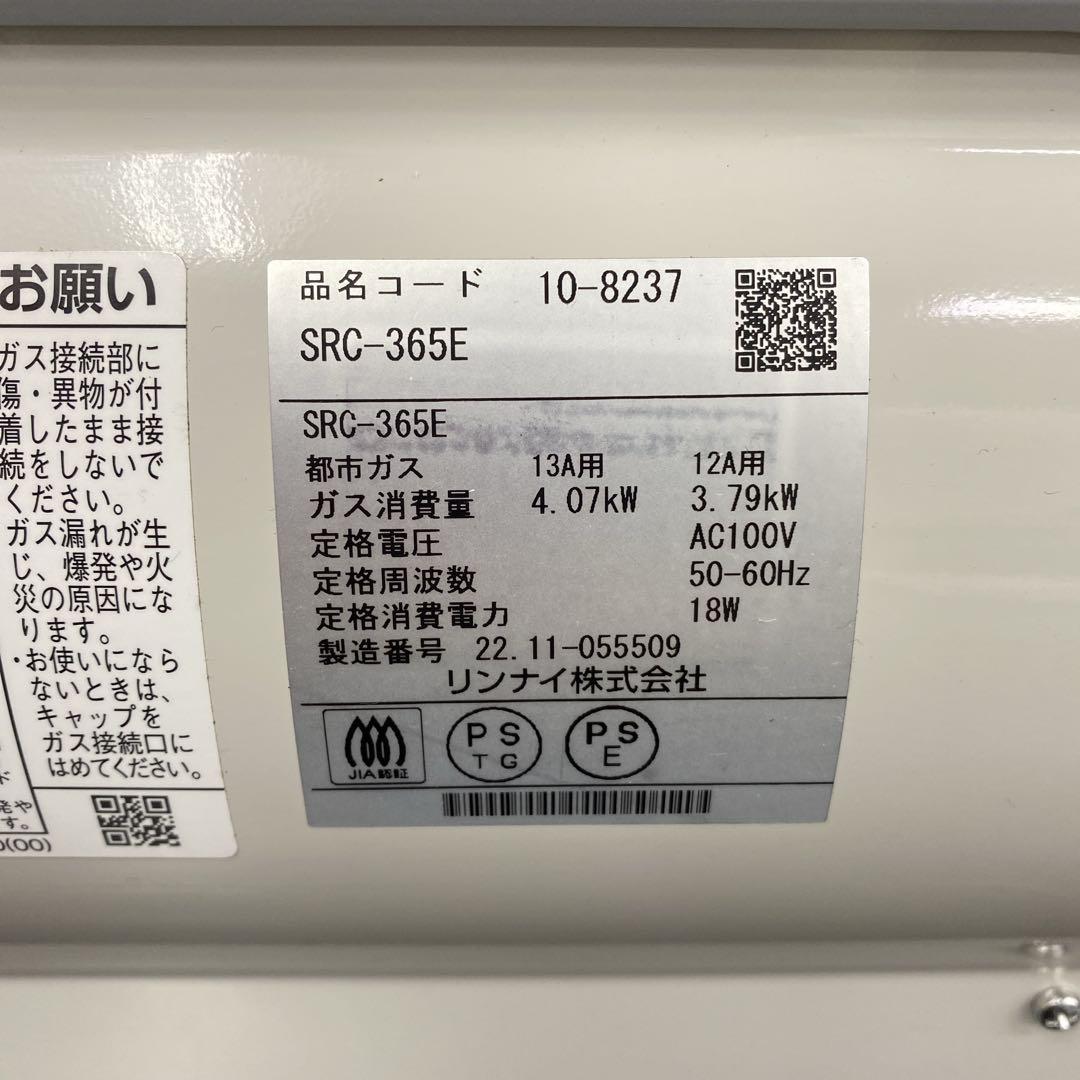 お願い
ガス接続部に
傷・異物が付
着したまま接
続をしないで
ください。
ガス漏れが生
じ、爆発や火
災の原因にな
ります。
・お使いになら
ないときは、
キャップを
ガス接続口に
はめてください。
ド
発や
す。
(00)
品名コード 10-8237
SRC-365E
SRC-365E
都市ガス 13A用 12A用
ガス消費量 4.07kW 3.79kW
定格電圧 AC100V
定格周波数 50-60Hz
定格消費電力 18W
製造番号 22.11-055509
リンナイ株式会社
JIA認証
PS
TG
PS
E